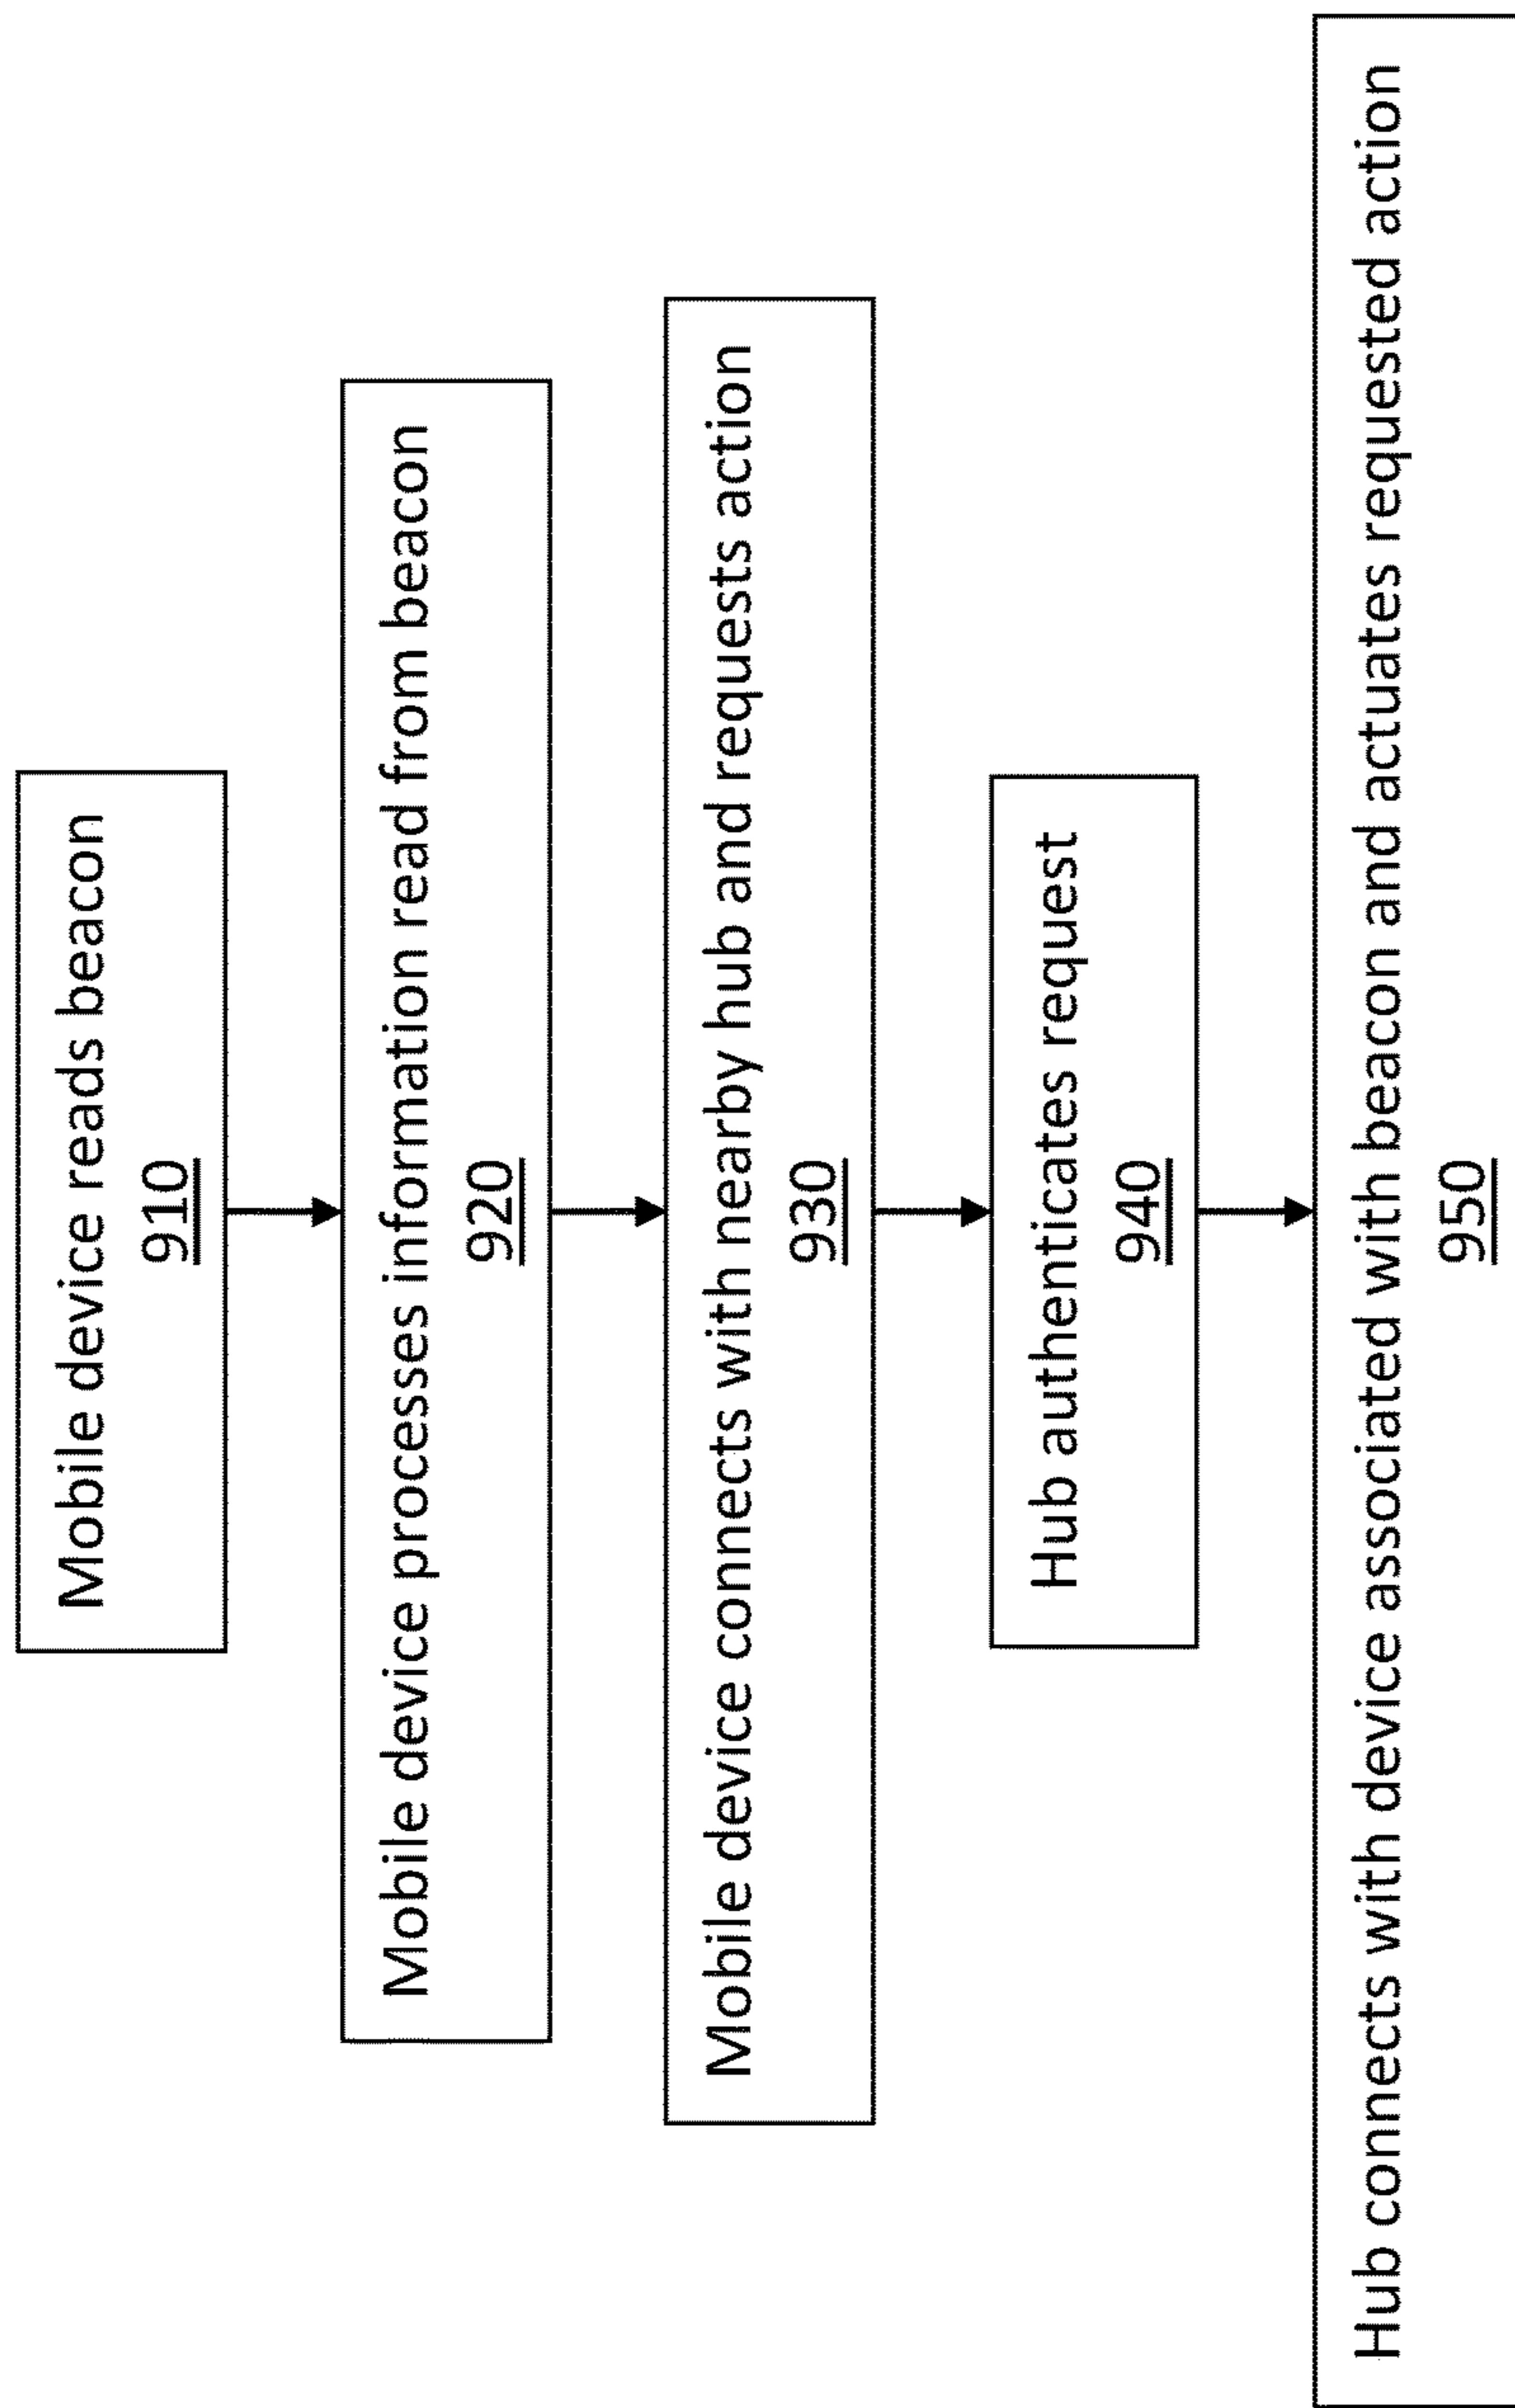 Mobile device reads beacon
910
Mobile device processes information read from beacon
920
Mobile device connects with nearby hub and requests action
930
Hub authenticates request
940
Hub connects with device associated with beacon and actuates requested action
950